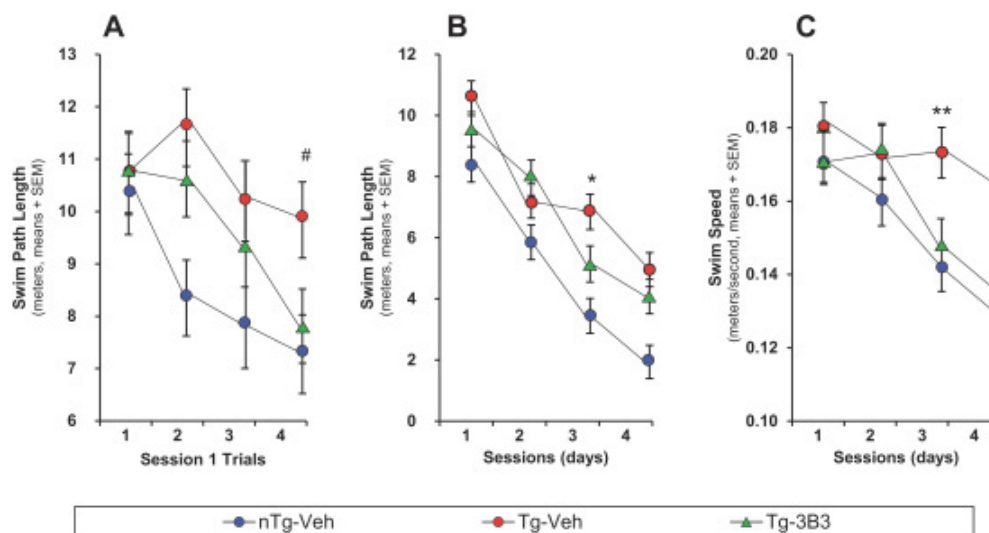 A
Swim Path Length
(meters, means + SEM)
13
12
11
10
9
8
7
6
#
1 2 3 4
Session 1 Trials
B
Swim Path Length
(meters, means + SEM)
12
10
8
6
4
2
0
*
1 2 3 4
Sessions (days)
C
Swim Speed
(meters/second, means + SEM)
0.20
0.18
0.16
0.14
0.12
0.10
**
1 2 3 4
Sessions (days)
nTg-Veh Tg-Veh Tg-3B3